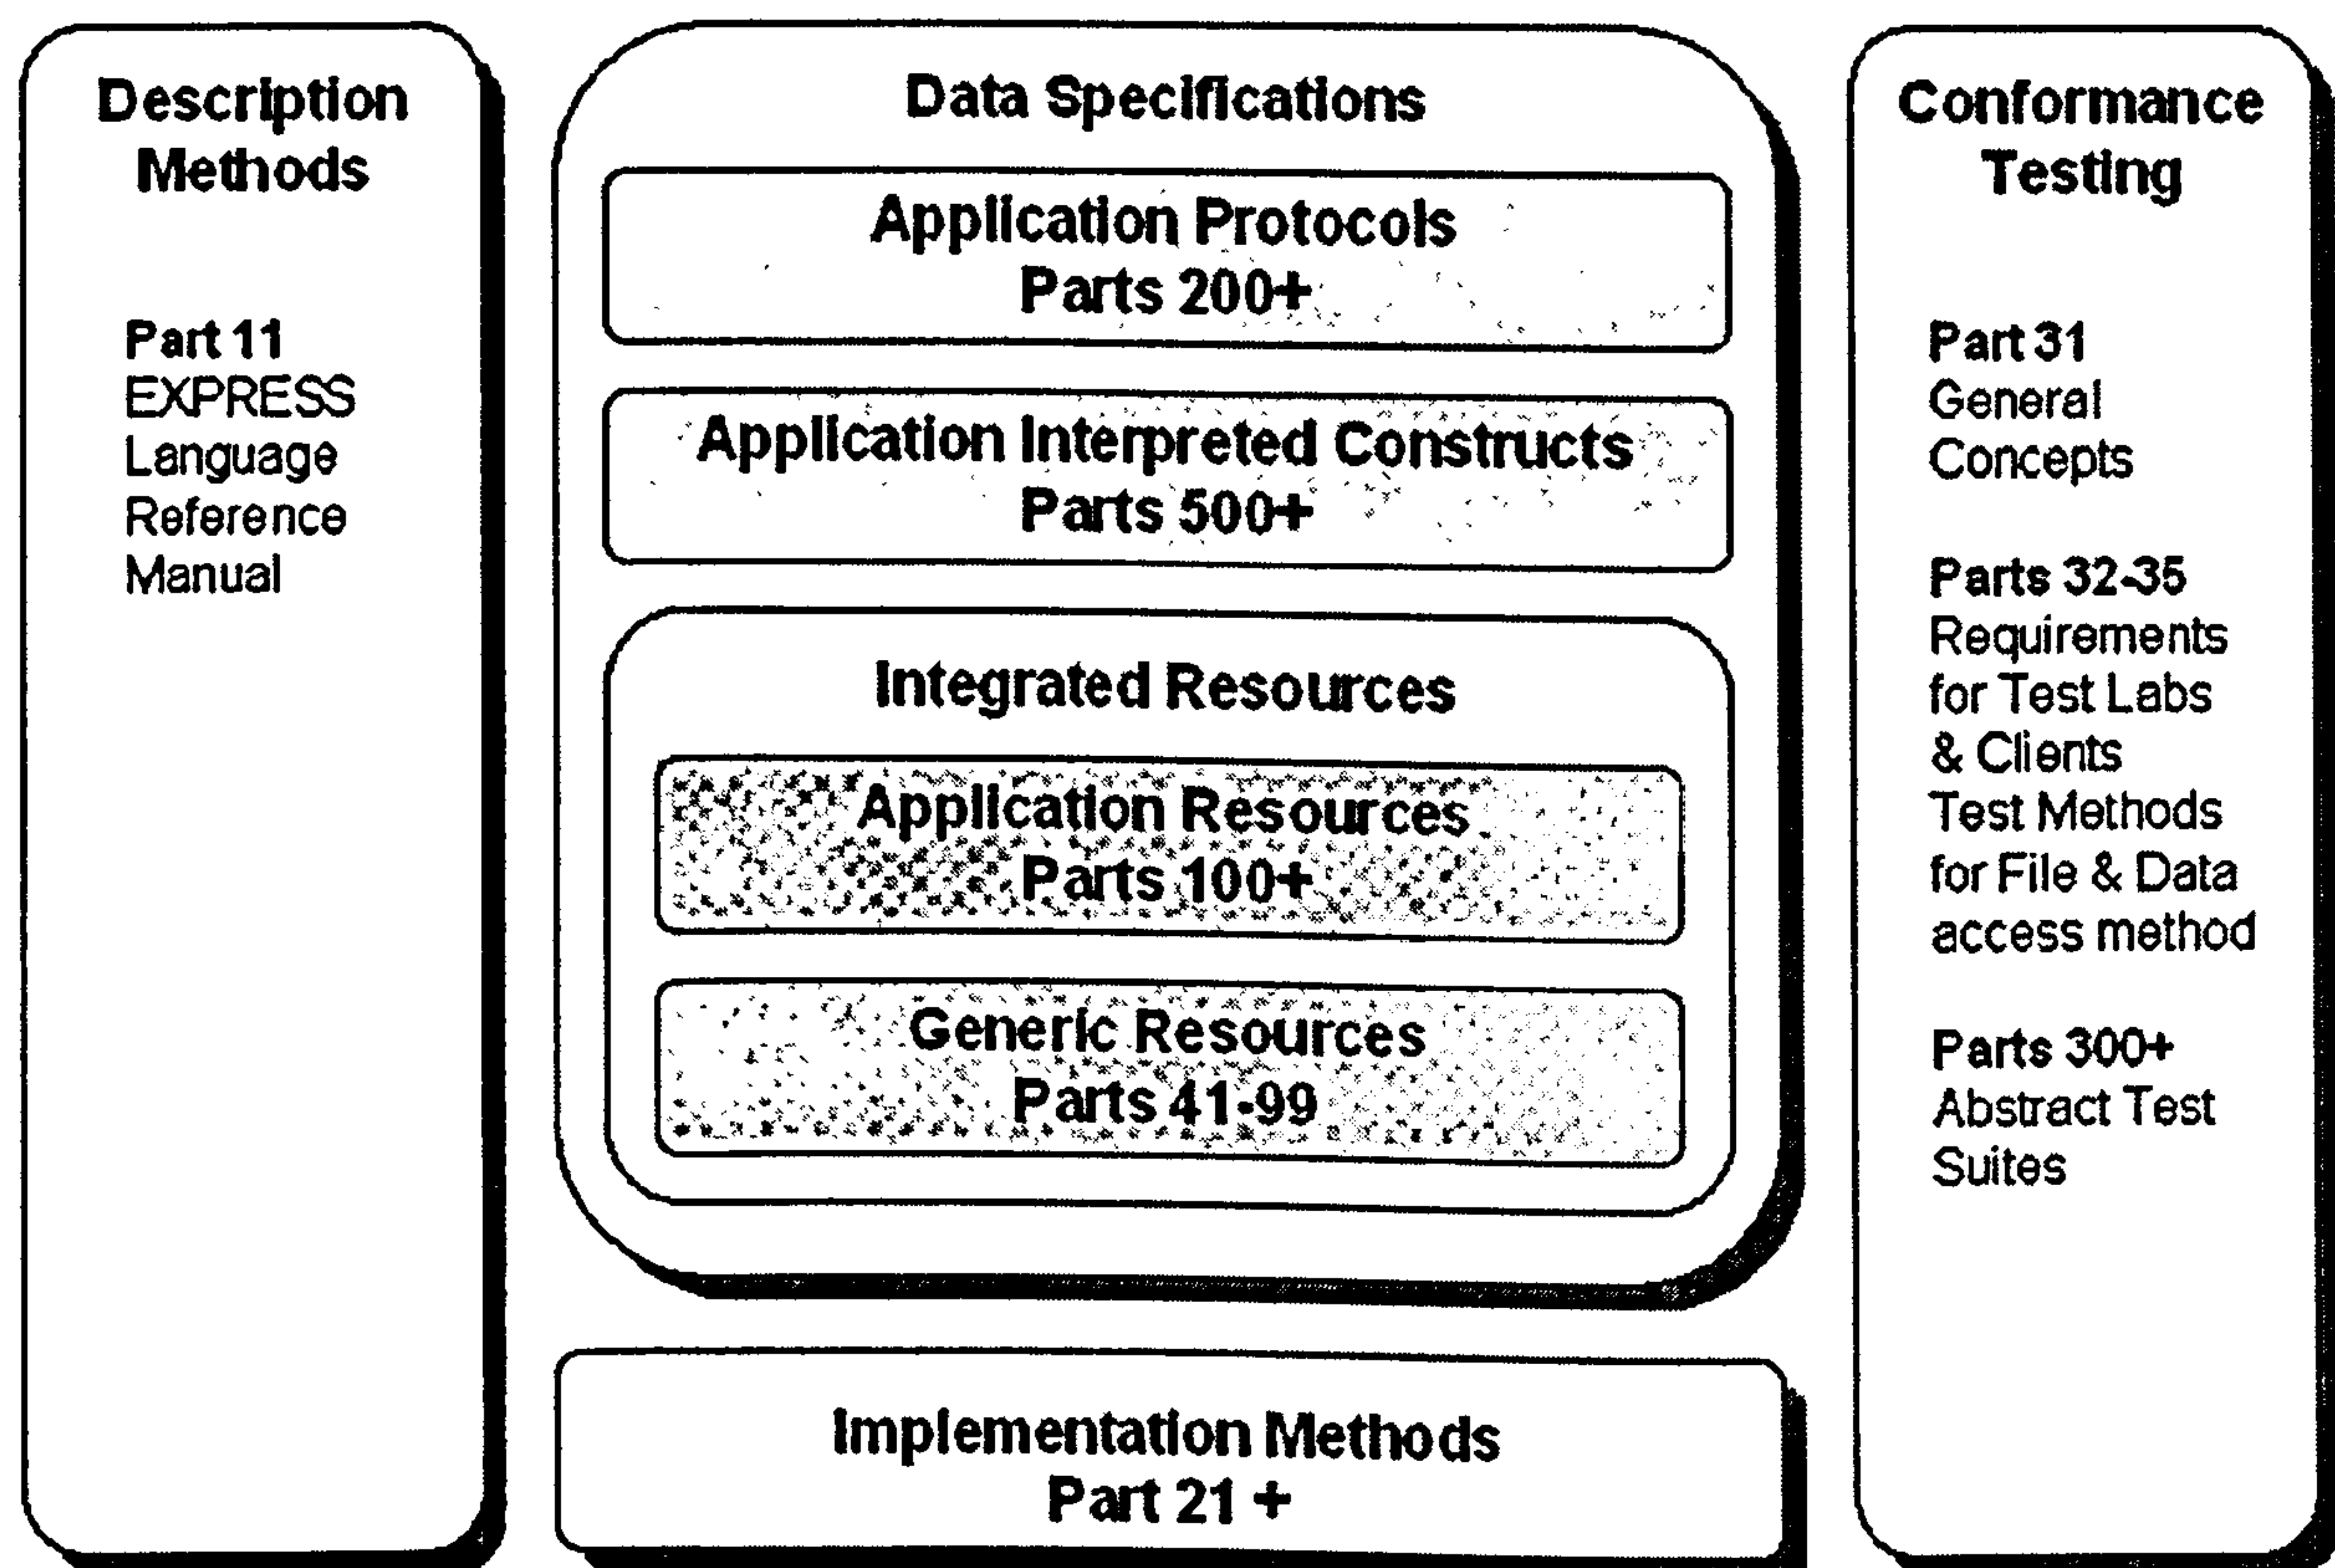 Description
Methods
Part 11
EXPRESS
Language
Reference
Manual
Data Specifications
Application Protocols
Parts 200+
Application Interpreted Constructs
Parts 500+
Integrated Resources
Application Resources
Parts 100+
Generic Resources
Parts 41-99
Implementation Methods
Part 21 +
Conformance
Testing
Part 31
General
Concepts
Parts 32-35
Requirements
for Test Labs
& Clients
Test Methods
for File & Data
access method
Parts 300+
Abstract Test
Suites